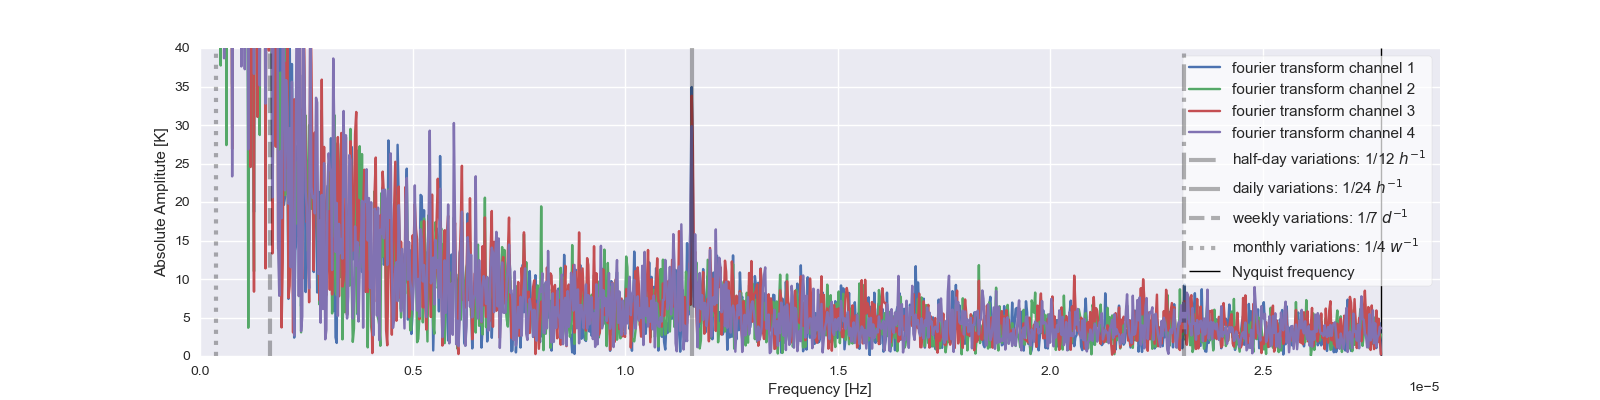 40
35
30
25
20
15
10
5
0
Absolute Amplitute [K]
0.0 0.5 1.0 1.5 2.0 2.5
1e−5
Frequency [Hz]
fourier transform channel 1
fourier transform channel 2
fourier transform channel 3
fourier transform channel 4
half-day variations: 1/12 h⁻¹
daily variations: 1/24 h⁻¹
weekly variations: 1/7 d⁻¹
monthly variations: 1/4 w⁻¹
Nyquist frequency